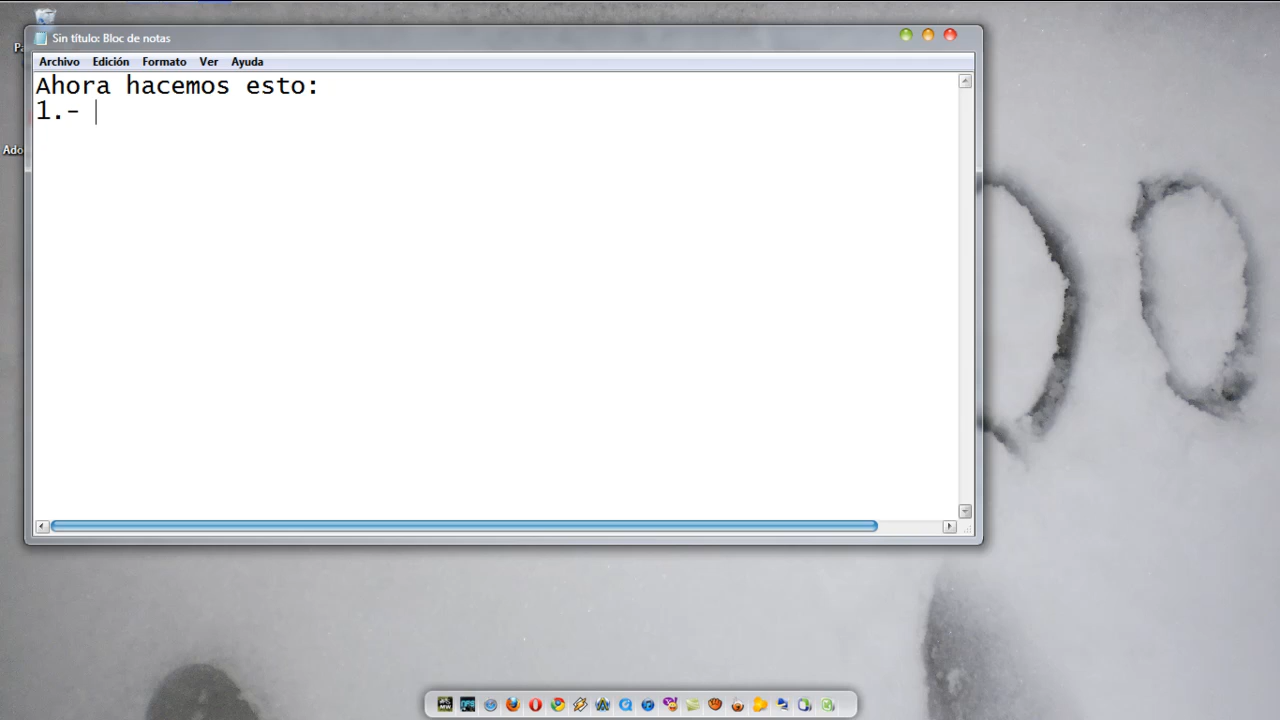 Sin título: Bloc de notas
Archivo Edición Formato Ver Ayuda
Ahora hacemos esto:
1.-